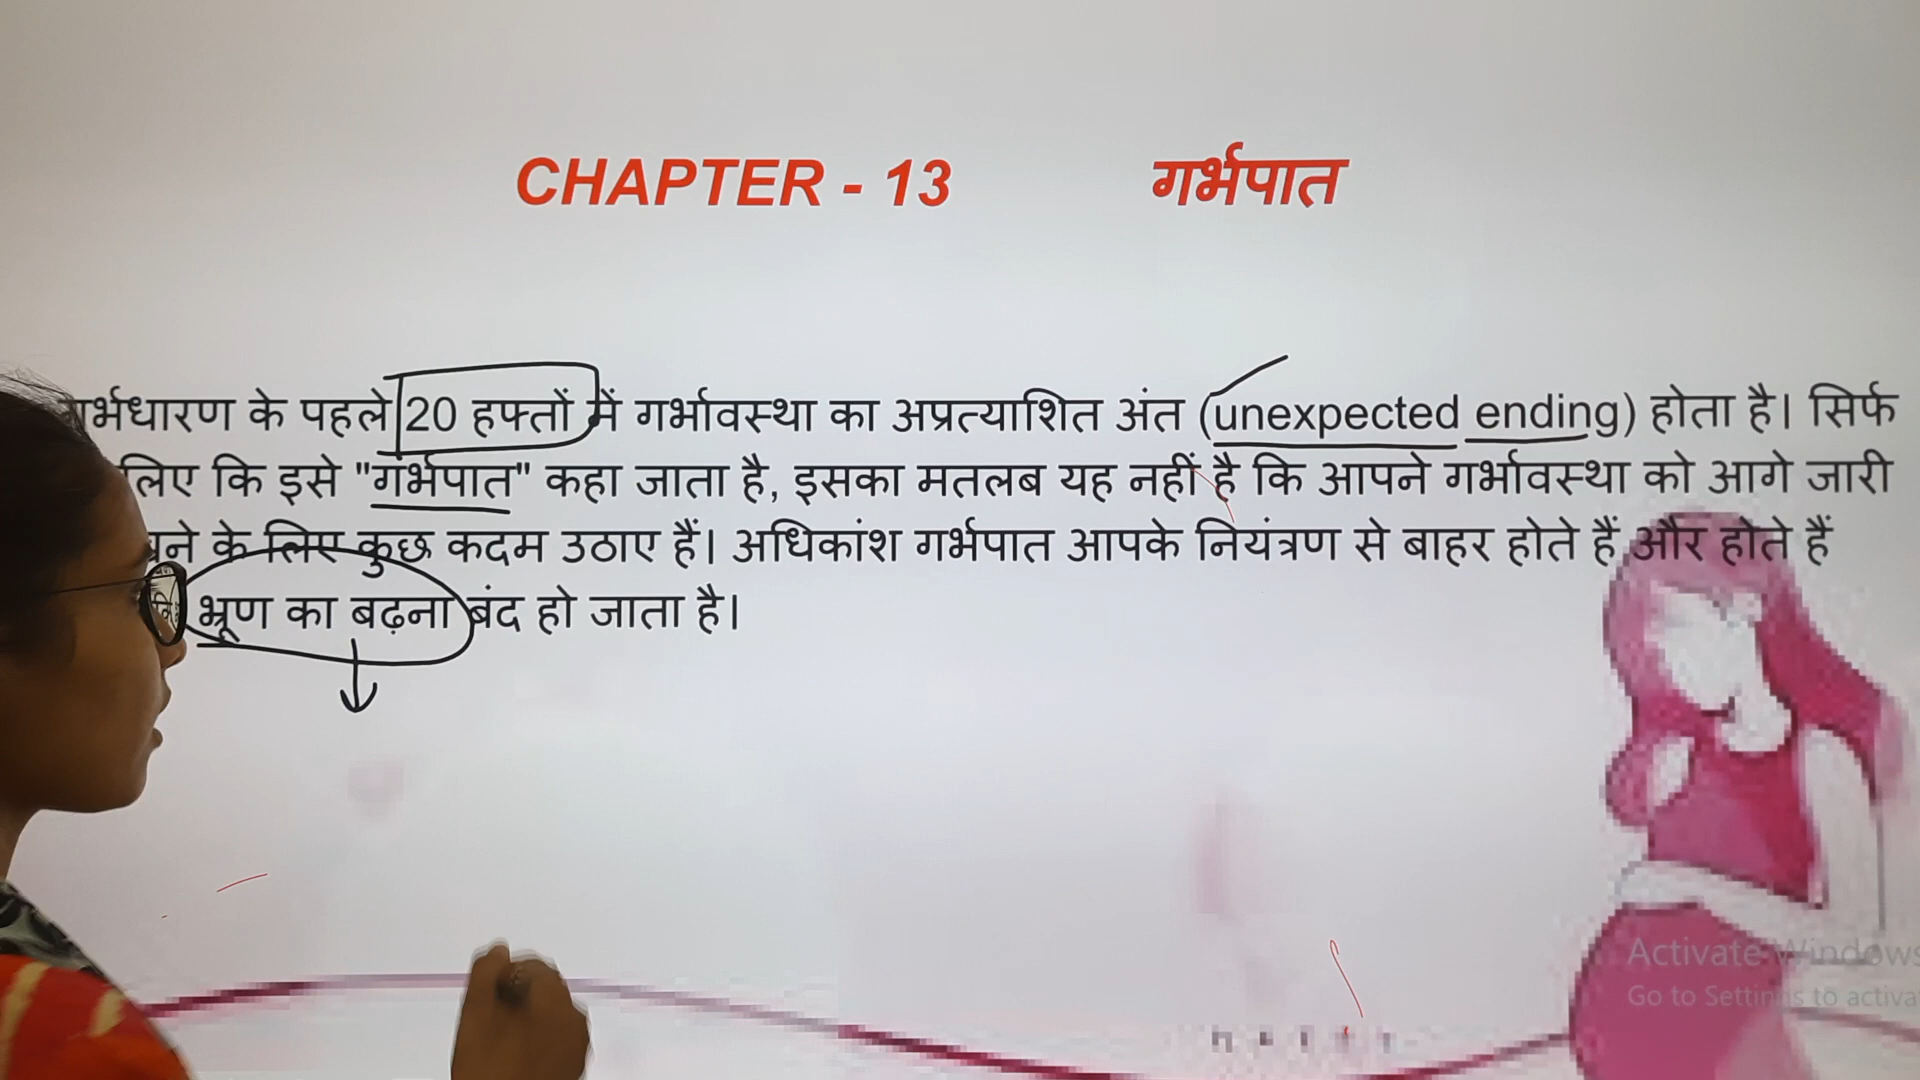 CHAPTER - 13 गर्भपात
गर्भधारण के पहले 20 हफ्तों में गर्भावस्था का अप्रत्याशित अंत (unexpected ending) होता है। सिर्फ
लिए कि इसे "गर्भपात" कहा जाता है, इसका मतलब यह नहीं है कि आपने गर्भावस्था को आगे जारी
के लिए कुछ कदम उठाए हैं। अधिकांश गर्भपात आपके नियंत्रण से बाहर होते हैं और होते हैं
भ्रूण का बढ़ना बंद हो जाता है।
Activate Windows
Go to Settings to activa